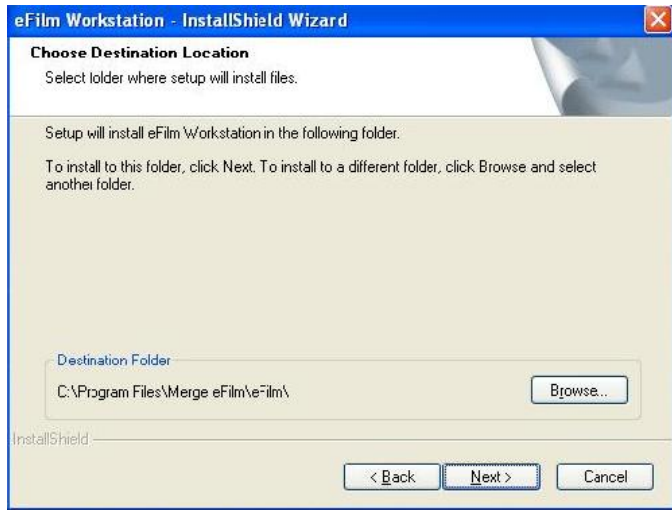 eFilm Workstation - InstallShield Wizard
Choose Destination Location
Select folder where setup will install files.
Setup will install eFilm Workstation in the following folder.
To install to this folder, click Next. To install to a different folder, click Browse and select
another folder.
Destination Folder
C:\Program Files\Merge eFilm\eFilm\
Browse...
InstallShield
< Back
Next >
Cancel